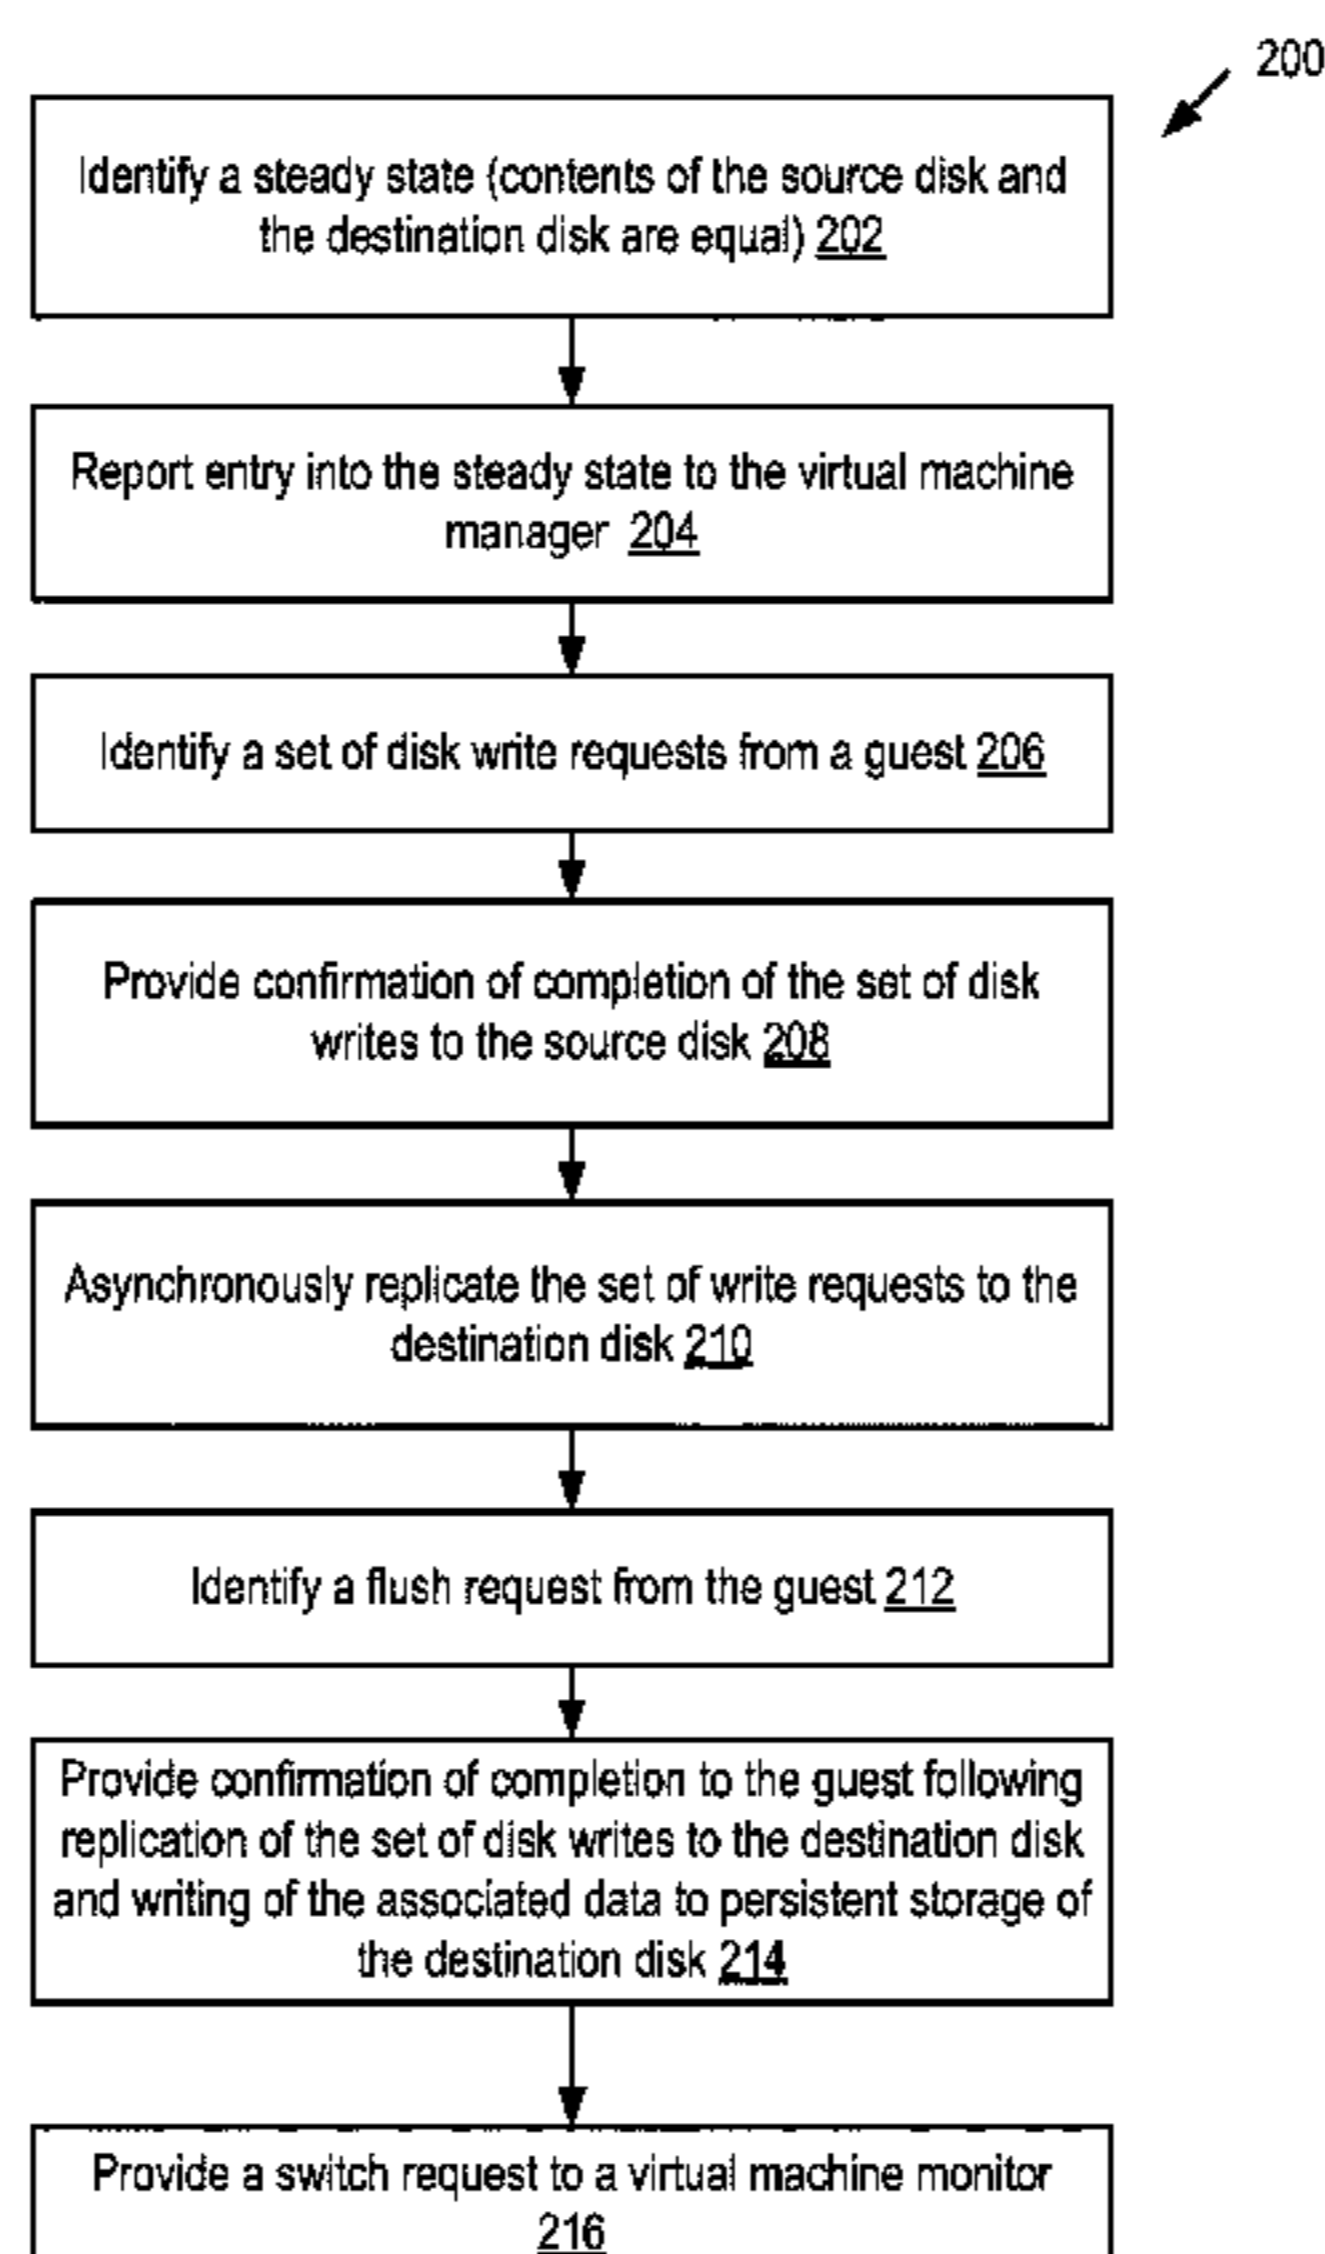 200
Identify a steady state (contents of the source disk and
the destination disk are equal) 202
Report entry into the steady state to the virtual machine
manager 204
Identify a set of disk write requests from a guest 206
Provide confirmation of completion of the set of disk
writes to the source disk 208
Asynchronously replicate the set of write requests to the
destination disk 210
Identify a flush request from the guest 212
Provide confirmation of completion to the guest following
replication of the set of disk writes to the destination disk
and writing of the associated data to persistent storage of
the destination disk 214
Provide a switch request to a virtual machine monitor
216